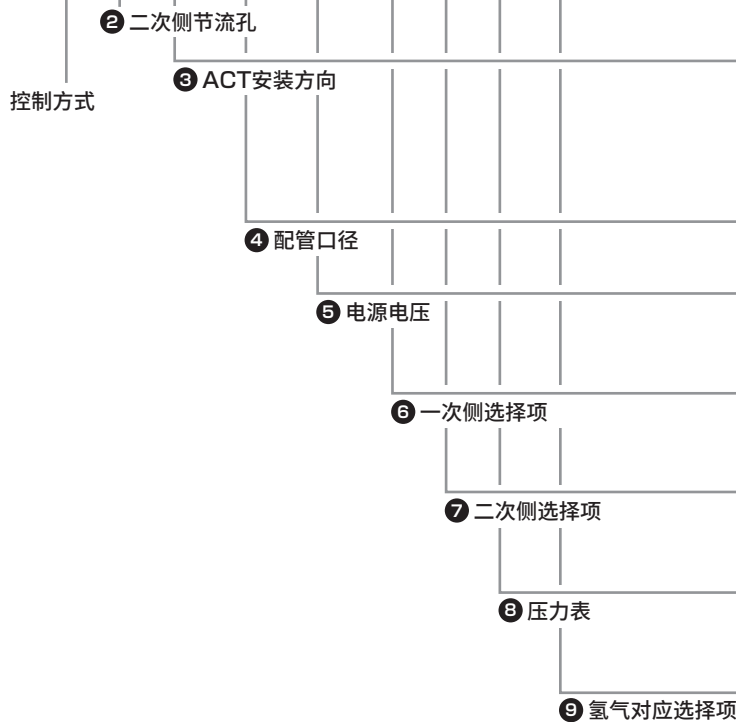 ❷ 二次侧节流孔
❸ ACT安装方向
控制方式
❹ 配管口径
❺ 电源电压
❻ 一次侧选择项
❼ 二次侧选择项
❽ 压力表
❾ 氢气对应选择项